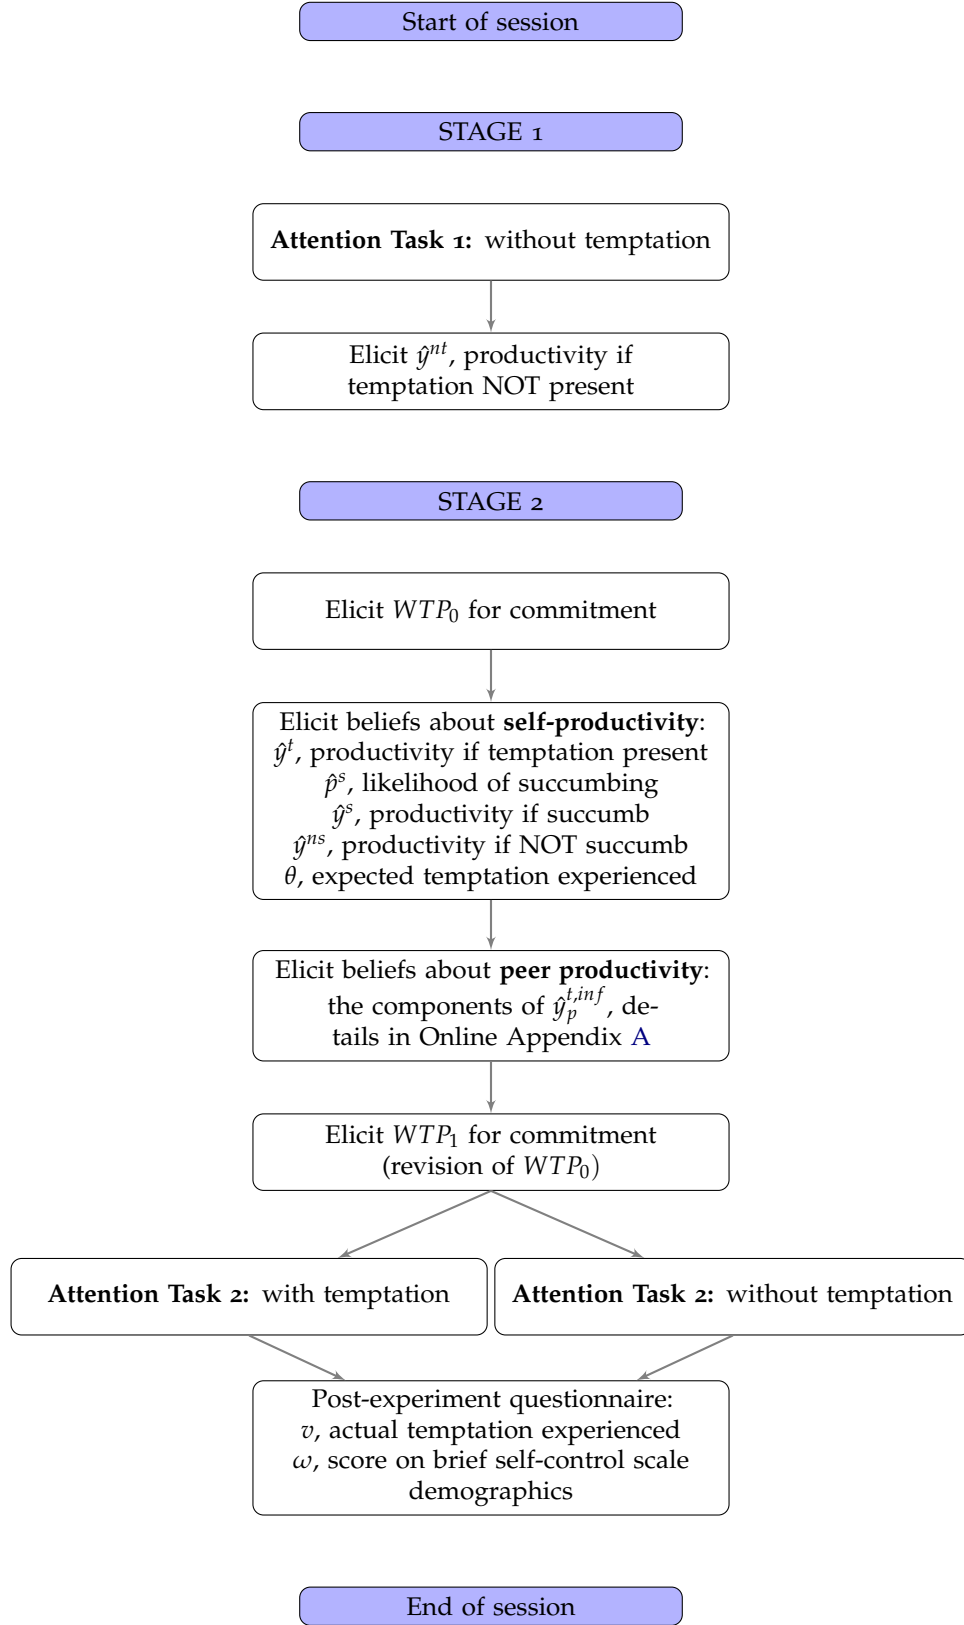 Start of session
STAGE 1
Attention Task 1: without temptation
Elicit ŷ^{nt}, productivity if
temptation NOT present
STAGE 2
Elicit WTP₀ for commitment
Elicit beliefs about self-productivity:
ŷ^{t}, productivity if temptation present
p̂^{s}, likelihood of succumbing
ŷ^{s}, productivity if succumb
ŷ^{ns}, productivity if NOT succumb
θ, expected temptation experienced
Elicit beliefs about peer productivity:
the components of ŷ_{p}^{t,inf}, de-
tails in Online Appendix A
Elicit WTP₁ for commitment
(revision of WTP₀)
Attention Task 2: with temptation
Attention Task 2: without temptation
Post-experiment questionnaire:
v, actual temptation experienced
ω, score on brief self-control scale
demographics
End of session